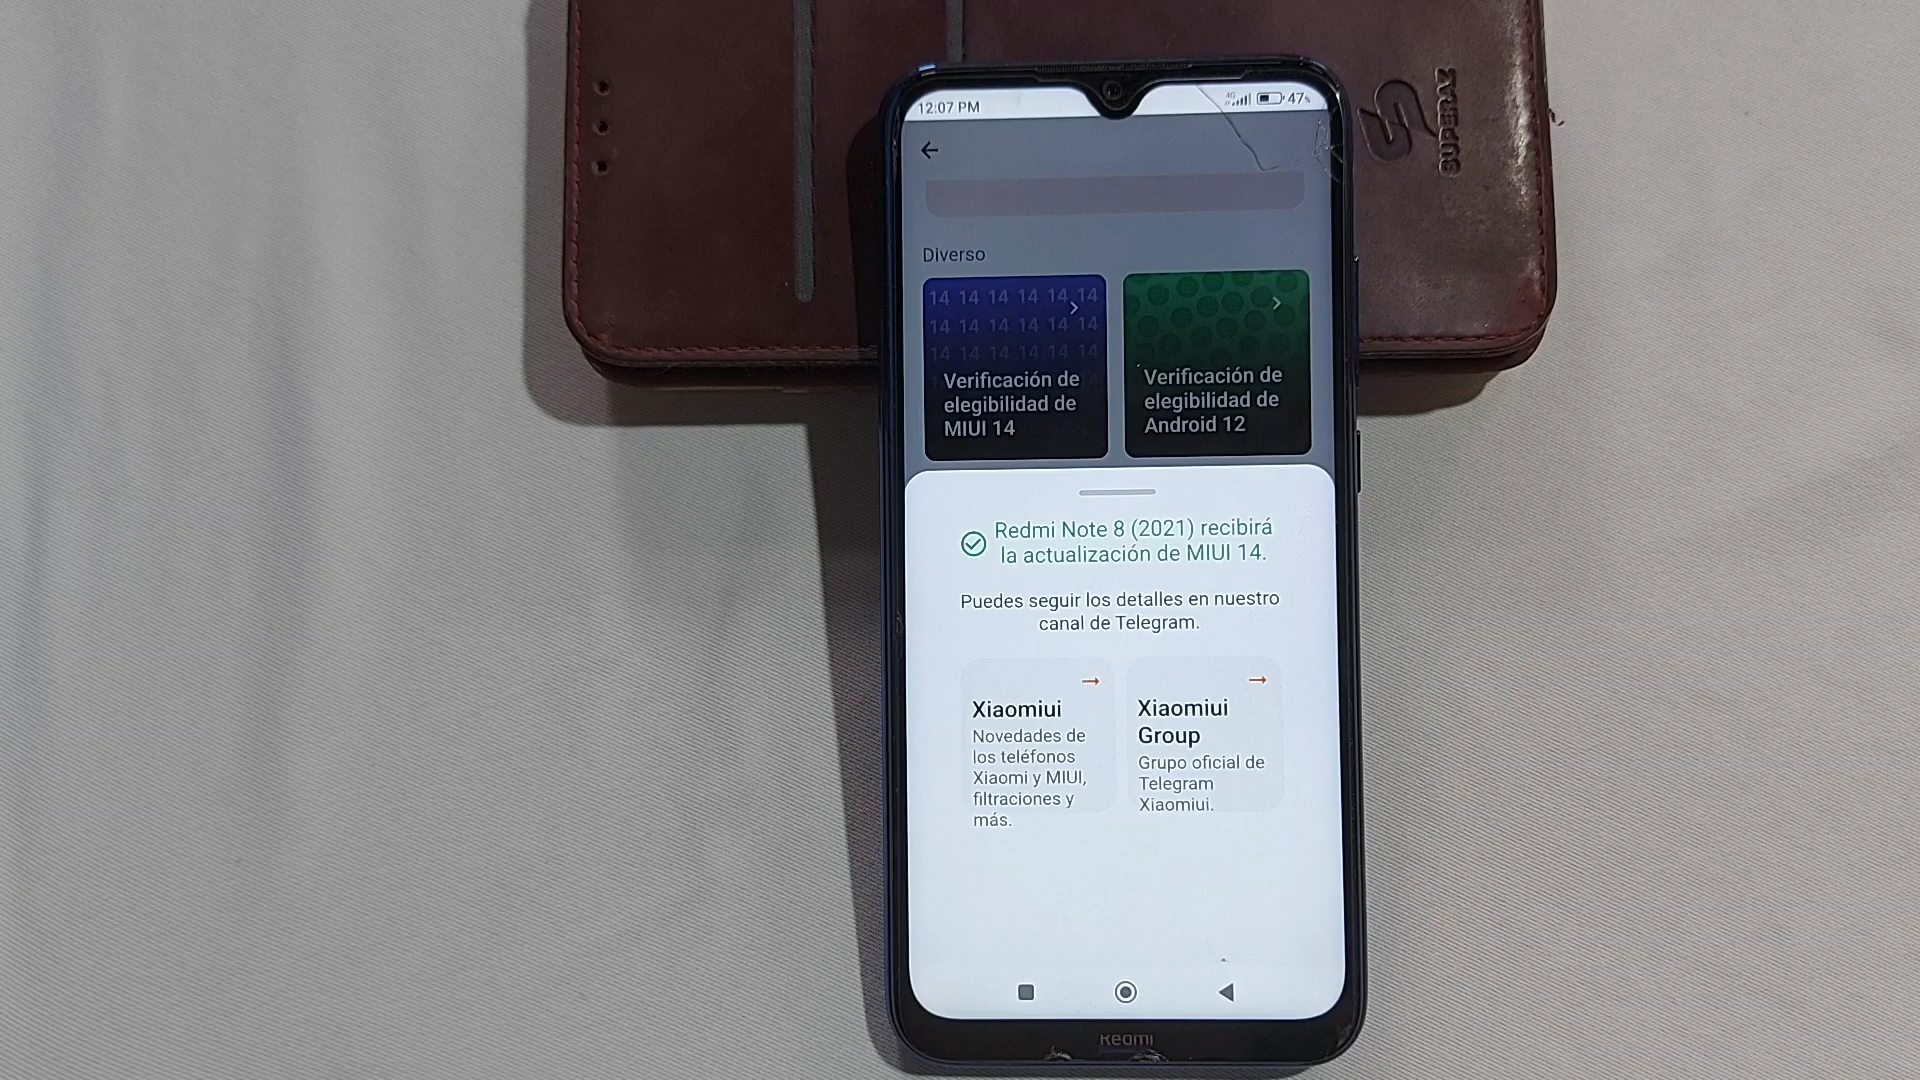 SUPERAZ
12:07 PM
4G
47%
Diverso
14 14 14 14 14 14
14 14 14 14 14 14
14 14 14 14 14 14
Verificación de
elegibilidad de
MIUI 14
Verificación de
elegibilidad de
Android 12
Redmi Note 8 (2021) recibirá
la actualización de MIUI 14.
Puedes seguir los detalles en nuestro
canal de Telegram.
Xiaomiui
Novedades de
los teléfonos
Xiaomi y MIUI,
filtraciones y
más.
Xiaomiui
Group
Grupo oficial de
Telegram
Xiaomiui.
Redmi